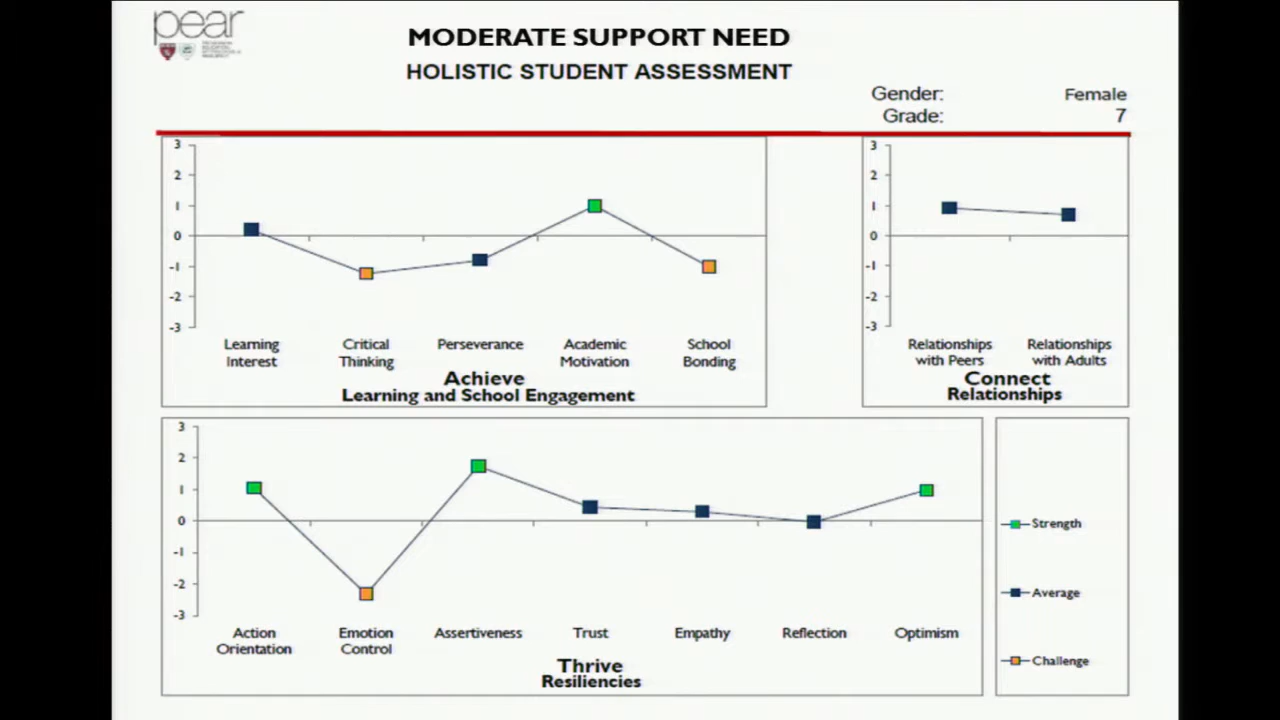 pear
MODERATE SUPPORT NEED
HOLISTIC STUDENT ASSESSMENT
Gender: Female
Grade: 7
3
2
1
0
-1
-2
-3
Learning Interest
Critical Thinking
Perseverance
Academic Motivation
School Bonding
Achieve
Learning and School Engagement
3
2
1
0
-1
-2
-3
Relationships with Peers
Relationships with Adults
Connect
Relationships
3
2
1
0
-1
-2
-3
Action Orientation
Emotion Control
Assertiveness
Trust
Empathy
Reflection
Optimism
Thrive
Resiliencies
Strength
Average
Challenge